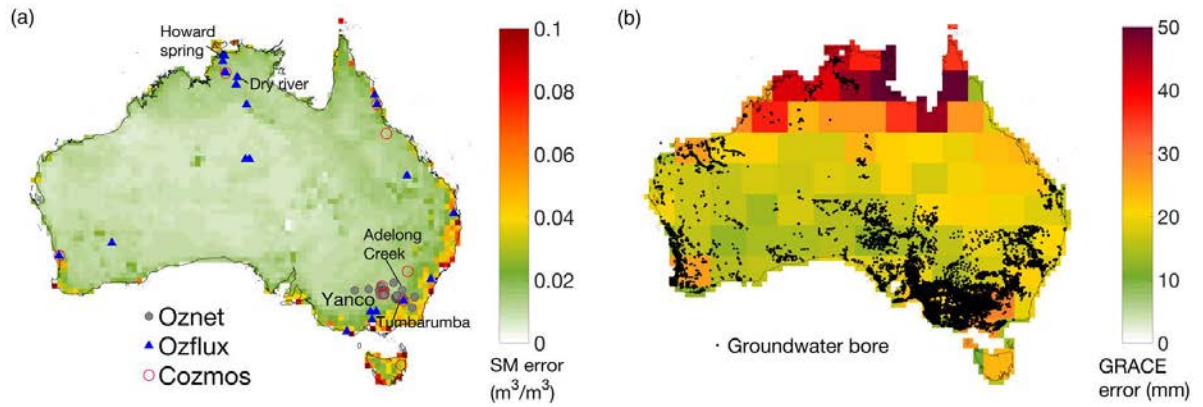 (a)
Howard
spring
Dry river
Adelong
Creek
Yanco
Tumbarumba
Oznet
Ozflux
Cozmos
0.1
0.08
0.06
0.04
0.02
0
SM error
(m³/m³)
(b)
Groundwater bore
50
40
30
20
10
0
GRACE
error (mm)